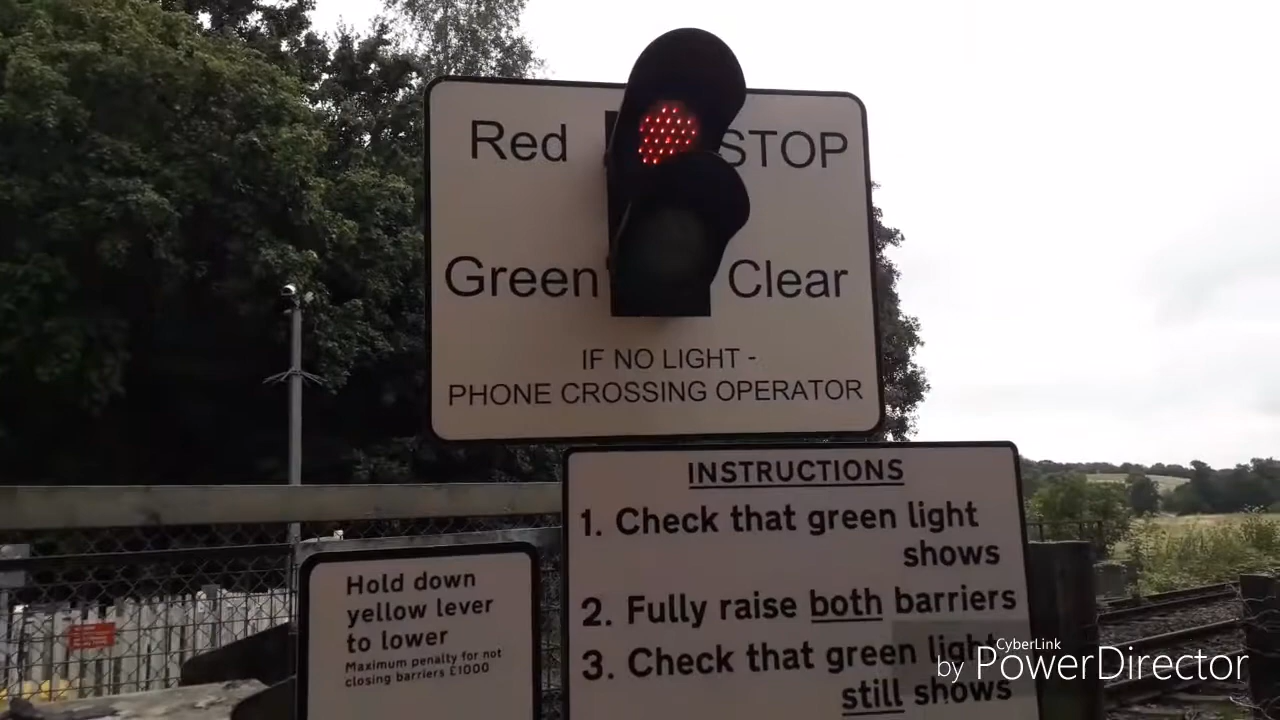 Red STOP
Green Clear
IF NO LIGHT -
PHONE CROSSING OPERATOR
INSTRUCTIONS
1. Check that green light
shows
2. Fully raise both barriers
3. Check that green light
still shows
Hold down
yellow lever
to lower
Maximum penalty for not
closing barriers £1000
CyberLink
by PowerDirector